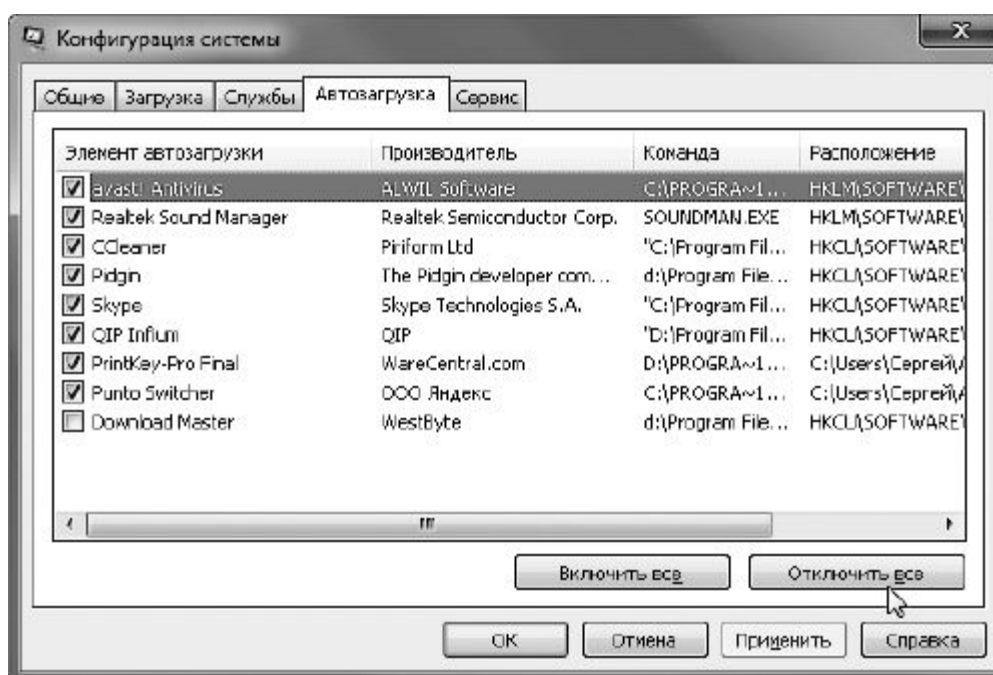 Конфигурация системы
Общие Загрузка Службы Автозагрузка Сервис
Элемент автозагрузки Производитель Команда Расположение
avast! Antivirus ALWIL Software C:\PROGRA~1... HKLM\SOFTWARE\
Realtek Sound Manager Realtek Semiconductor Corp. SOUNDMAN.EXE HKLM\SOFTWARE\
CCleaner Piriform Ltd "C:\Program Fil... HKCU\SOFTWARE\
Pidgin The Pidgin developer com... d:\Program File... HKCU\SOFTWARE\
Skype Skype Technologies S.A. "C:\Program Fil... HKCU\SOFTWARE\
QIP Infium QIP "D:\Program Fil... HKCU\SOFTWARE\
PrintKey-Pro Final WareCentral.com D:\PROGRA~1... C:\Users\Сергей\A
Punto Switcher ООО Яндекс C:\PROGRA~1... C:\Users\Сергей\A
Download Master WestByte d:\Program File... HKCU\SOFTWARE\
Включить все Отключить все
ОК Отмена Применить Справка